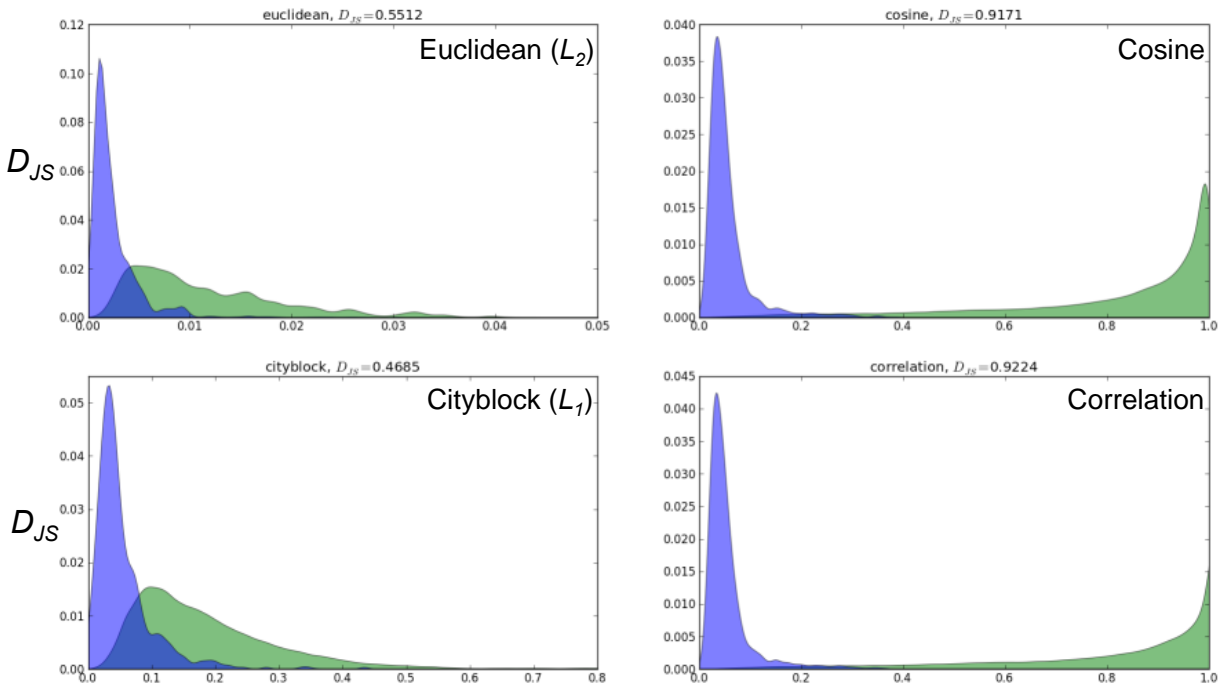 euclidean, D_JS=0.5512
Euclidean (L_2)
D_JS
0.12
0.10
0.08
0.06
0.04
0.02
0.00
0.00 0.01 0.02 0.03 0.04 0.05
cosine, D_JS=0.9171
Cosine
0.040
0.035
0.030
0.025
0.020
0.015
0.010
0.005
0.000
0.0 0.2 0.4 0.6 0.8 1.0
cityblock, D_JS=0.4685
Cityblock (L_1)
D_JS
0.05
0.04
0.03
0.02
0.01
0.00
0.0 0.1 0.2 0.3 0.4 0.5 0.6 0.7 0.8
correlation, D_JS=0.9224
Correlation
0.045
0.040
0.035
0.030
0.025
0.020
0.015
0.010
0.005
0.000
0.0 0.2 0.4 0.6 0.8 1.0